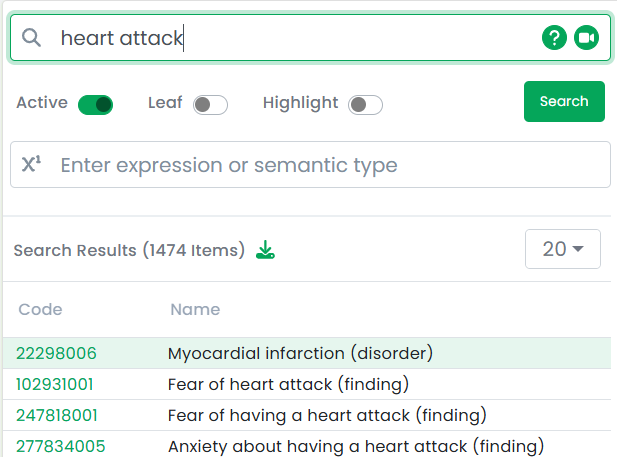 heart attack
Active Leaf Highlight Search
X¹ Enter expression or semantic type
Search Results (1474 Items) 20
Code Name
22298006 Myocardial infarction (disorder)
102931001 Fear of heart attack (finding)
247818001 Fear of having a heart attack (finding)
277834005 Anxiety about having a heart attack (finding)